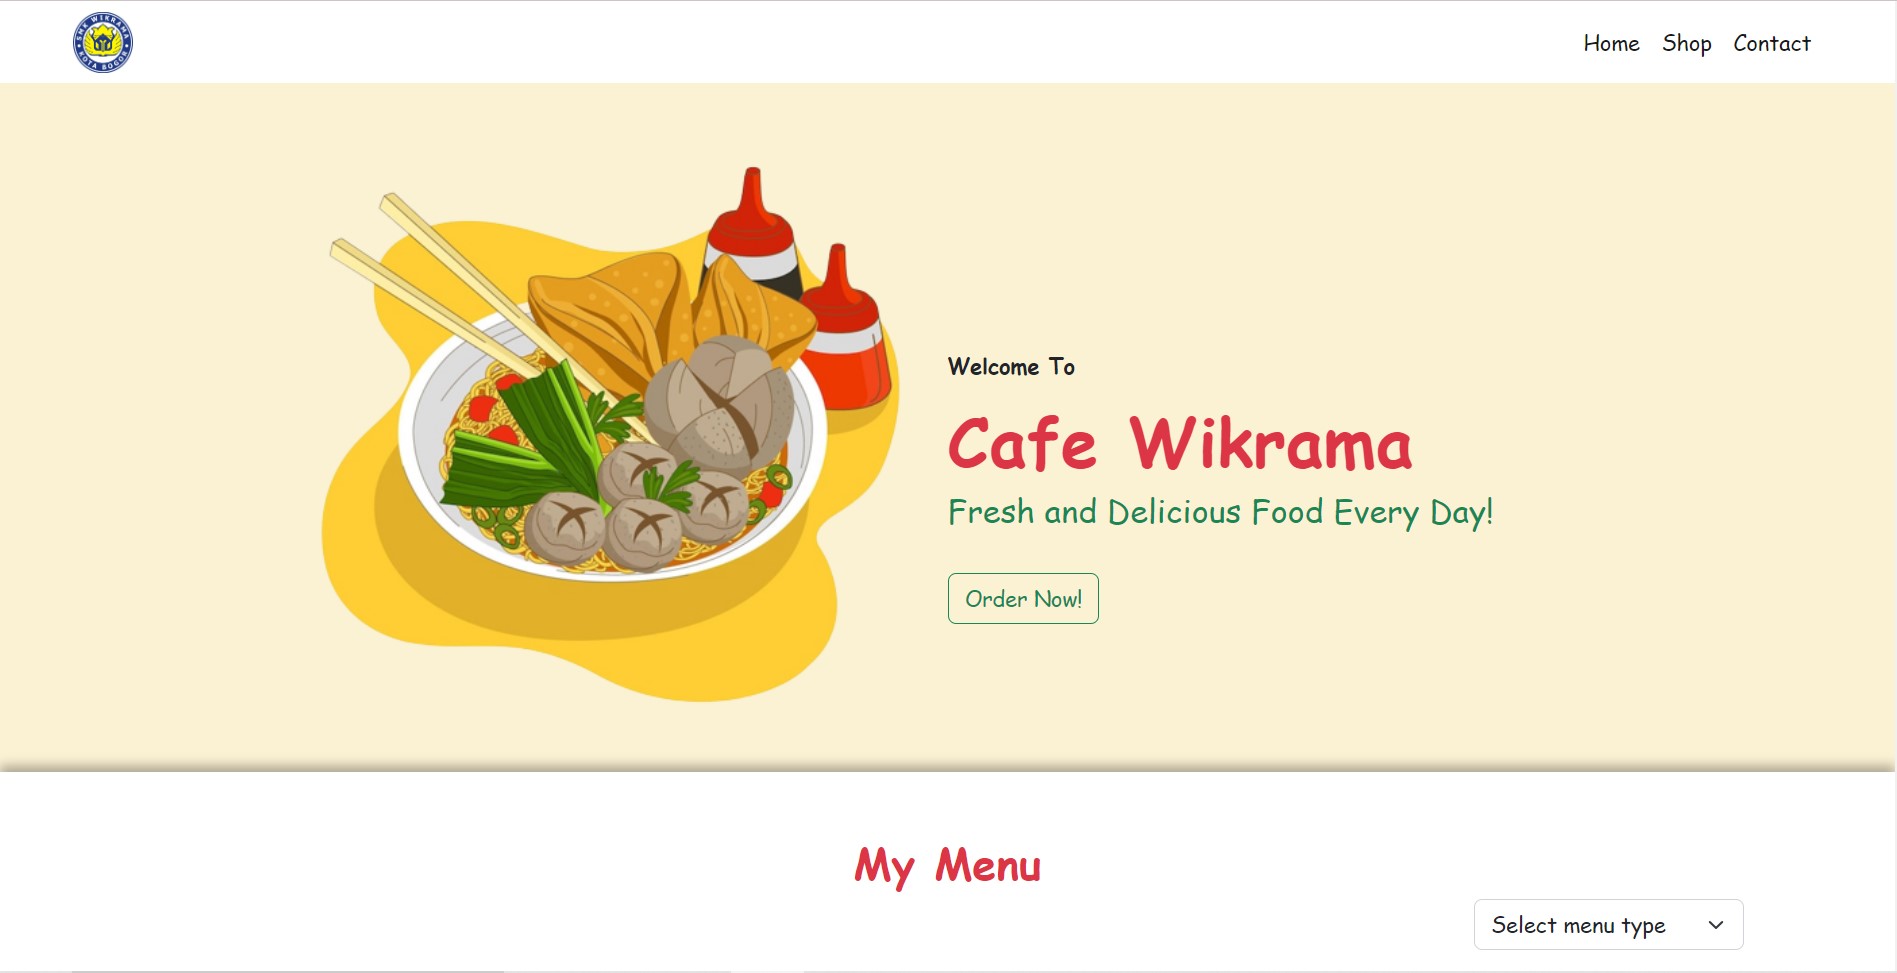 SMK WIKRAMA
KOTA BOGOR
Home Shop Contact
Welcome To
Cafe Wikrama
Fresh and Delicious Food Every Day!
Order Now!
My Menu
Select menu type